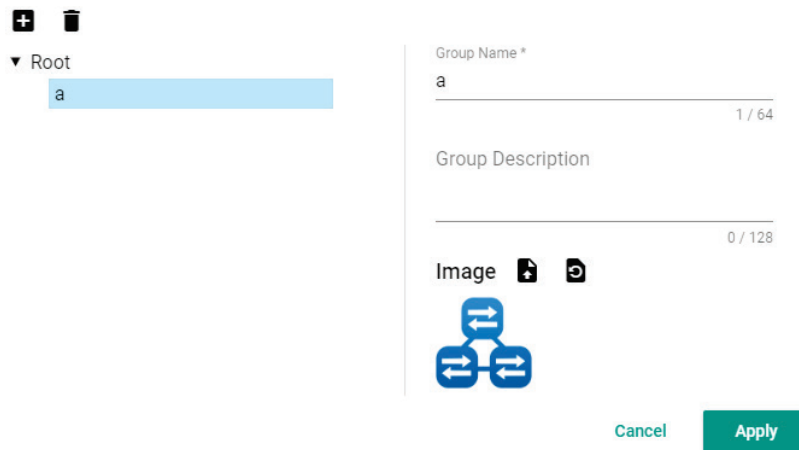 Root
a
Group Name *
a
1 / 64
Group Description
0 / 128
Image
Cancel
Apply